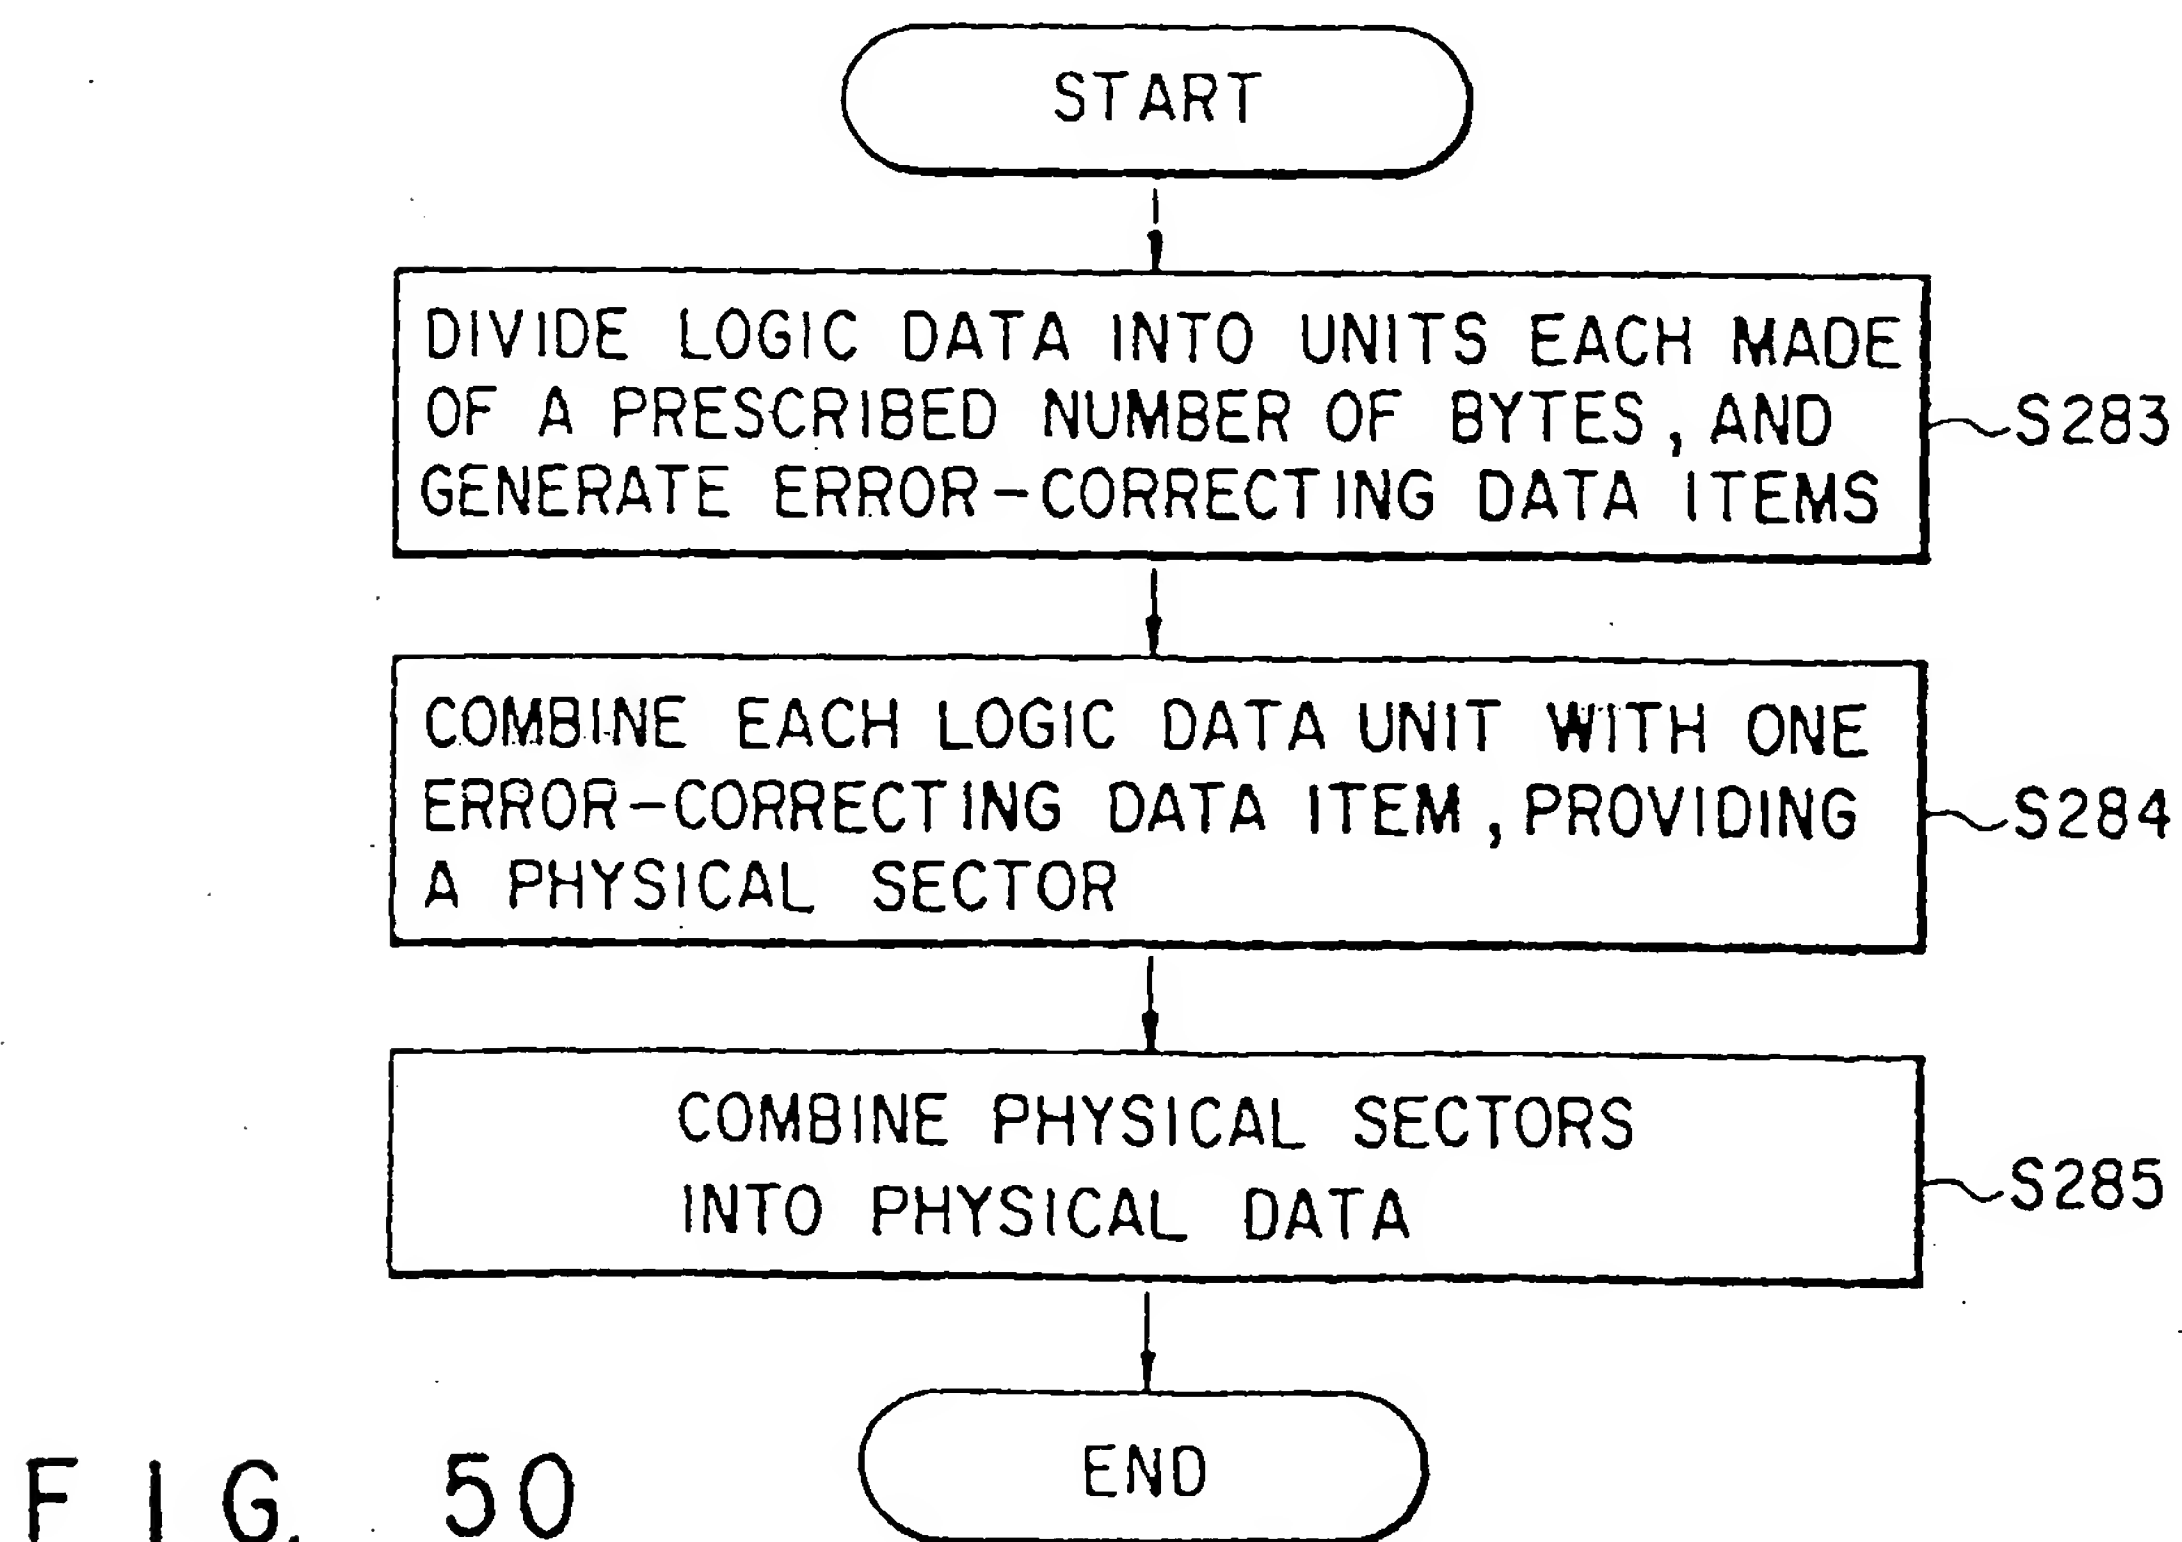 START
DIVIDE LOGIC DATA INTO UNITS EACH MADE
OF A PRESCRIBED NUMBER OF BYTES, AND
GENERATE ERROR-CORRECTING DATA ITEMS
S283
COMBINE EACH LOGIC DATA UNIT WITH ONE
ERROR-CORRECTING DATA ITEM, PROVIDING
A PHYSICAL SECTOR
S284
COMBINE PHYSICAL SECTORS
INTO PHYSICAL DATA
S285
END
FIG. 50